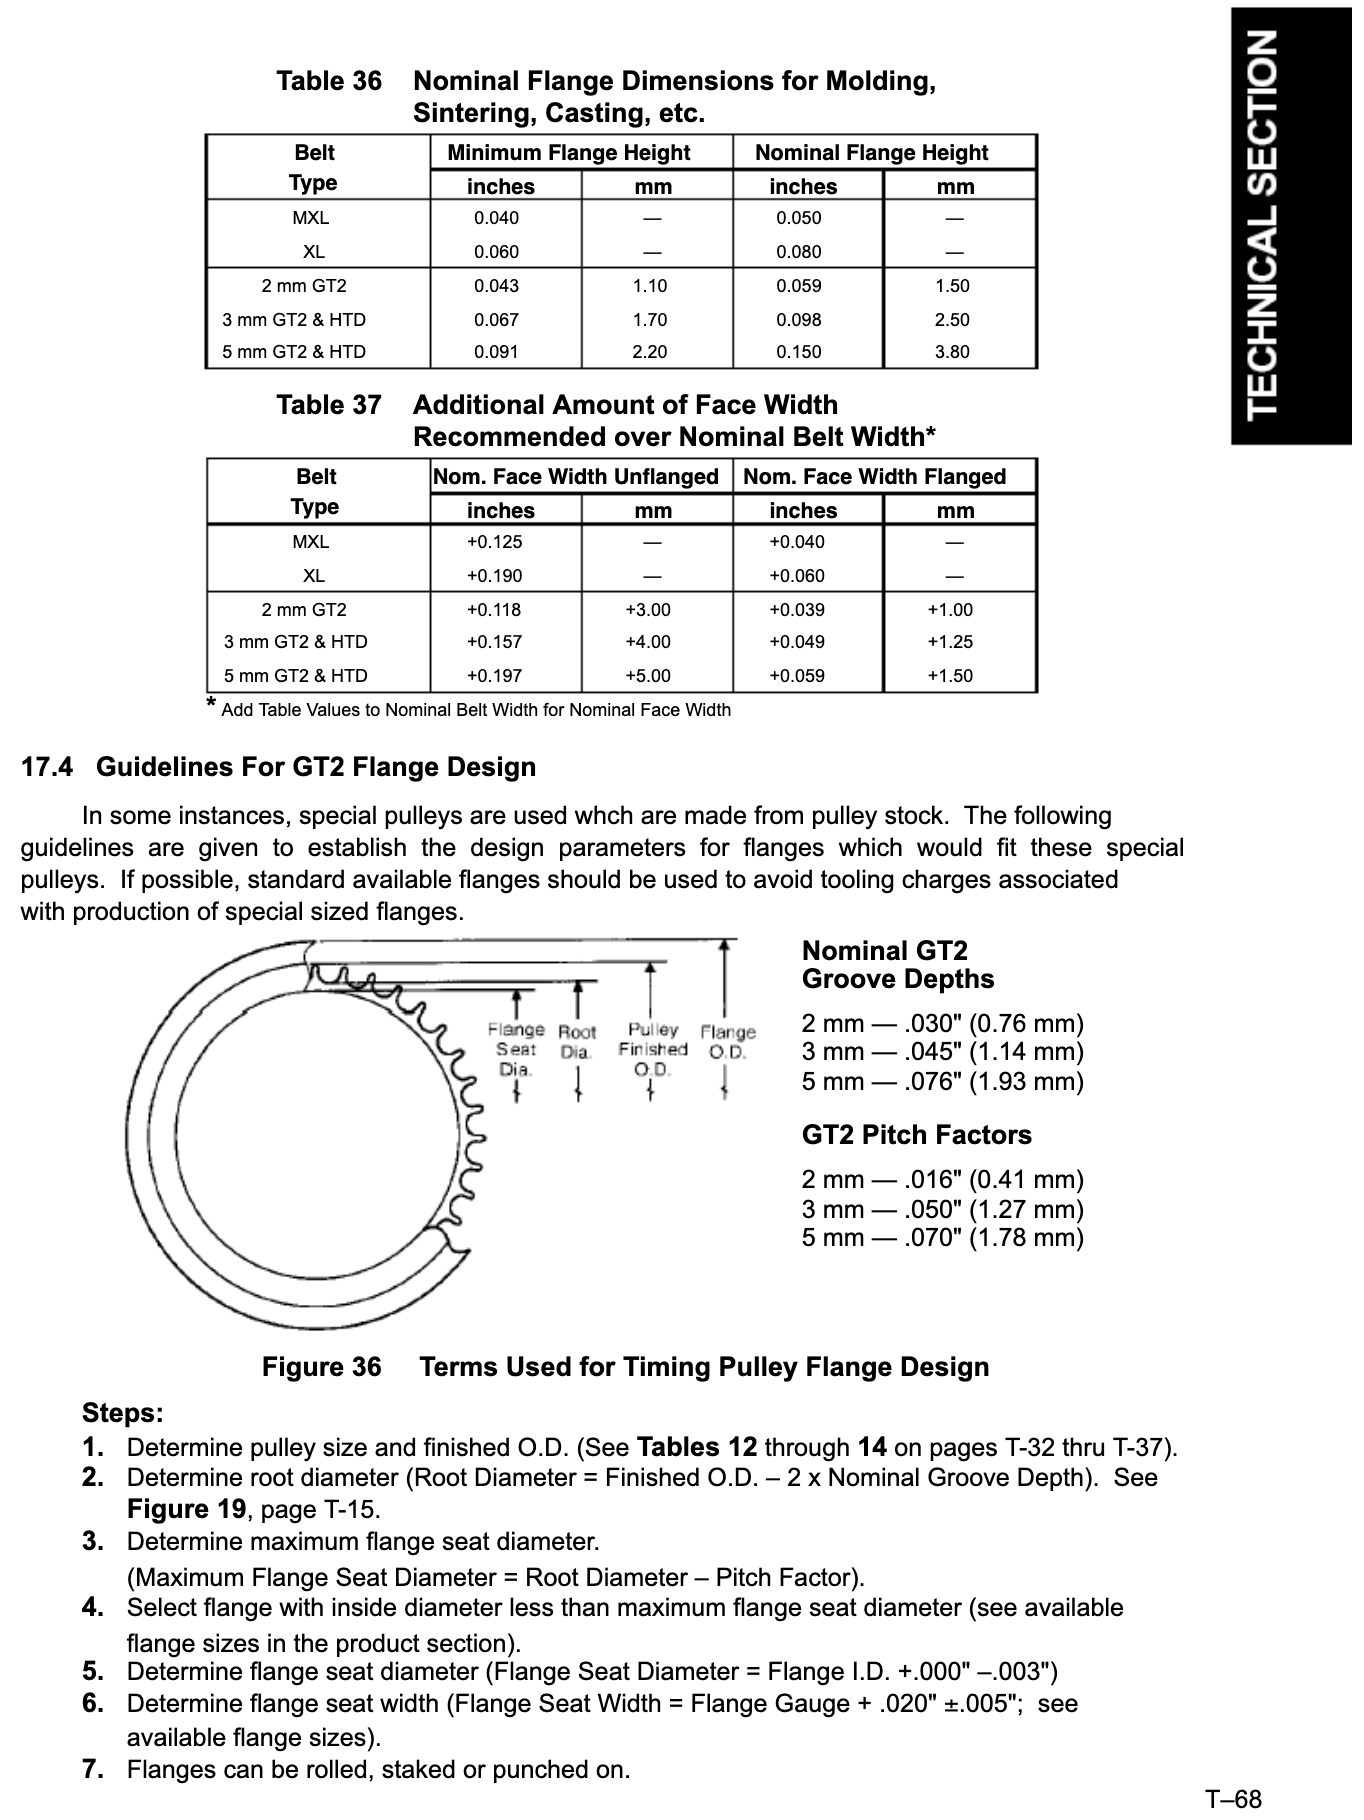 TECHNICAL SECTION
Table 36 Nominal Flange Dimensions for Molding,
Sintering, Casting, etc.
Belt Minimum Flange Height Nominal Flange Height
Type inches mm inches mm
MXL 0.040 — 0.050 —
XL 0.060 — 0.080 —
2 mm GT2 0.043 1.10 0.059 1.50
3 mm GT2 & HTD 0.067 1.70 0.098 2.50
5 mm GT2 & HTD 0.091 2.20 0.150 3.80
Table 37 Additional Amount of Face Width
Recommended over Nominal Belt Width*
Belt Nom. Face Width Unflanged Nom. Face Width Flanged
Type inches mm inches mm
MXL +0.125 — +0.040 —
XL +0.190 — +0.060 —
2 mm GT2 +0.118 +3.00 +0.039 +1.00
3 mm GT2 & HTD +0.157 +4.00 +0.049 +1.25
5 mm GT2 & HTD +0.197 +5.00 +0.059 +1.50
* Add Table Values to Nominal Belt Width for Nominal Face Width
17.4 Guidelines For GT2 Flange Design
In some instances, special pulleys are used whch are made from pulley stock. The following
guidelines are given to establish the design parameters for flanges which would fit these special
pulleys. If possible, standard available flanges should be used to avoid tooling charges associated
with production of special sized flanges.
Flange Seat Dia.
Root Dia.
Pulley Finished O.D.
Flange O.D.
Nominal GT2
Groove Depths
2 mm — .030" (0.76 mm)
3 mm — .045" (1.14 mm)
5 mm — .076" (1.93 mm)
GT2 Pitch Factors
2 mm — .016" (0.41 mm)
3 mm — .050" (1.27 mm)
5 mm — .070" (1.78 mm)
Figure 36 Terms Used for Timing Pulley Flange Design
Steps:
1. Determine pulley size and finished O.D. (See Tables 12 through 14 on pages T-32 thru T-37).
2. Determine root diameter (Root Diameter = Finished O.D. – 2 x Nominal Groove Depth). See
Figure 19, page T-15.
3. Determine maximum flange seat diameter.
(Maximum Flange Seat Diameter = Root Diameter – Pitch Factor).
4. Select flange with inside diameter less than maximum flange seat diameter (see available
flange sizes in the product section).
5. Determine flange seat diameter (Flange Seat Diameter = Flange I.D. +.000" –.003")
6. Determine flange seat width (Flange Seat Width = Flange Gauge + .020" ±.005"; see
available flange sizes).
7. Flanges can be rolled, staked or punched on.
T–68